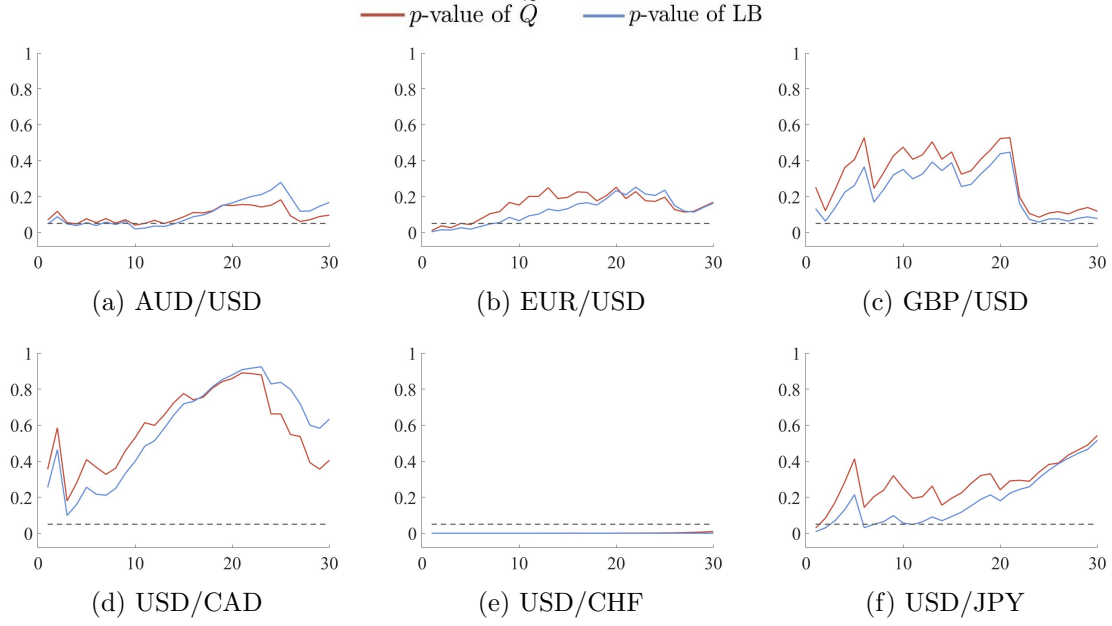 p-value of Q̃ p-value of LB
1 1 1
0.8 0.8 0.8
0.6 0.6 0.6
0.4 0.4 0.4
0.2 0.2 0.2
0 0 0
0 10 20 30 0 10 20 30 0 10 20 30
(a) AUD/USD (b) EUR/USD (c) GBP/USD
1 1 1
0.8 0.8 0.8
0.6 0.6 0.6
0.4 0.4 0.4
0.2 0.2 0.2
0 0 0
0 10 20 30 0 10 20 30 0 10 20 30
(d) USD/CAD (e) USD/CHF (f) USD/JPY